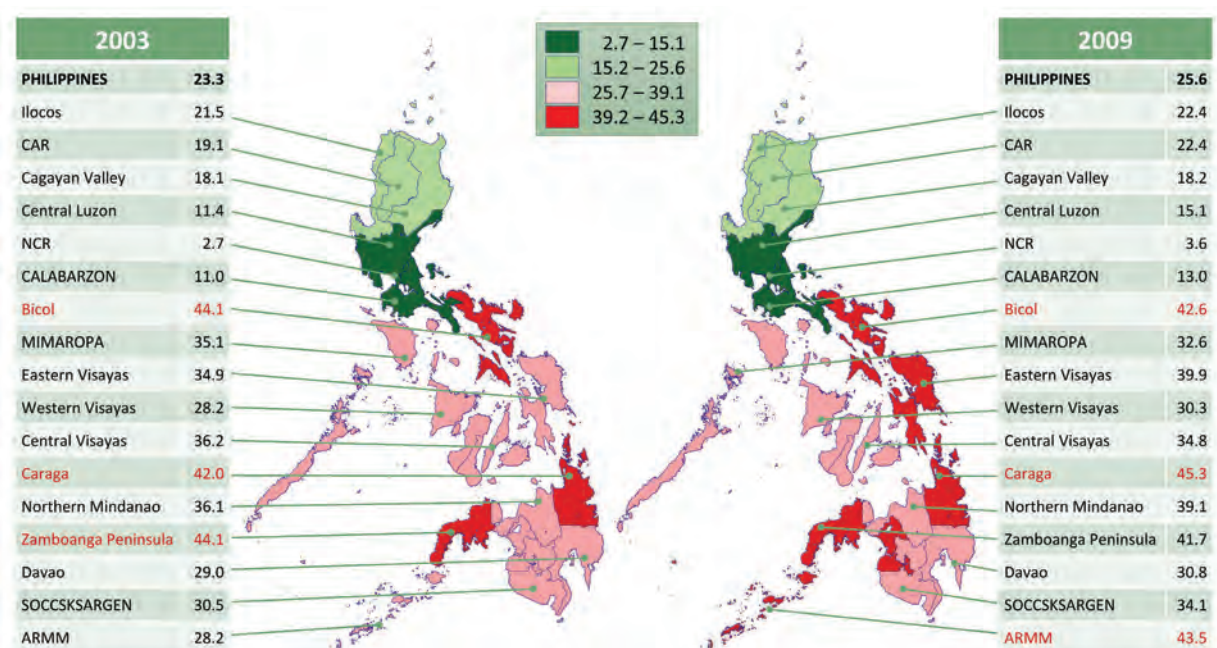 2003
PHILIPPINES 23.3
Ilocos 21.5
CAR 19.1
Cagayan Valley 18.1
Central Luzon 11.4
NCR 2.7
CALABARZON 11.0
Bicol 44.1
MIMAROPA 35.1
Eastern Visayas 34.9
Western Visayas 28.2
Central Visayas 36.2
Caraga 42.0
Northern Mindanao 36.1
Zamboanga Peninsula 44.1
Davao 29.0
SOCCSKSARGEN 30.5
ARMM 28.2
2.7 – 15.1
15.2 – 25.6
25.7 – 39.1
39.2 – 45.3
2009
PHILIPPINES 25.6
Ilocos 22.4
CAR 22.4
Cagayan Valley 18.2
Central Luzon 15.1
NCR 3.6
CALABARZON 13.0
Bicol 42.6
MIMAROPA 32.6
Eastern Visayas 39.9
Western Visayas 30.3
Central Visayas 34.8
Caraga 45.3
Northern Mindanao 39.1
Zamboanga Peninsula 41.7
Davao 30.8
SOCCSKSARGEN 34.1
ARMM 43.5